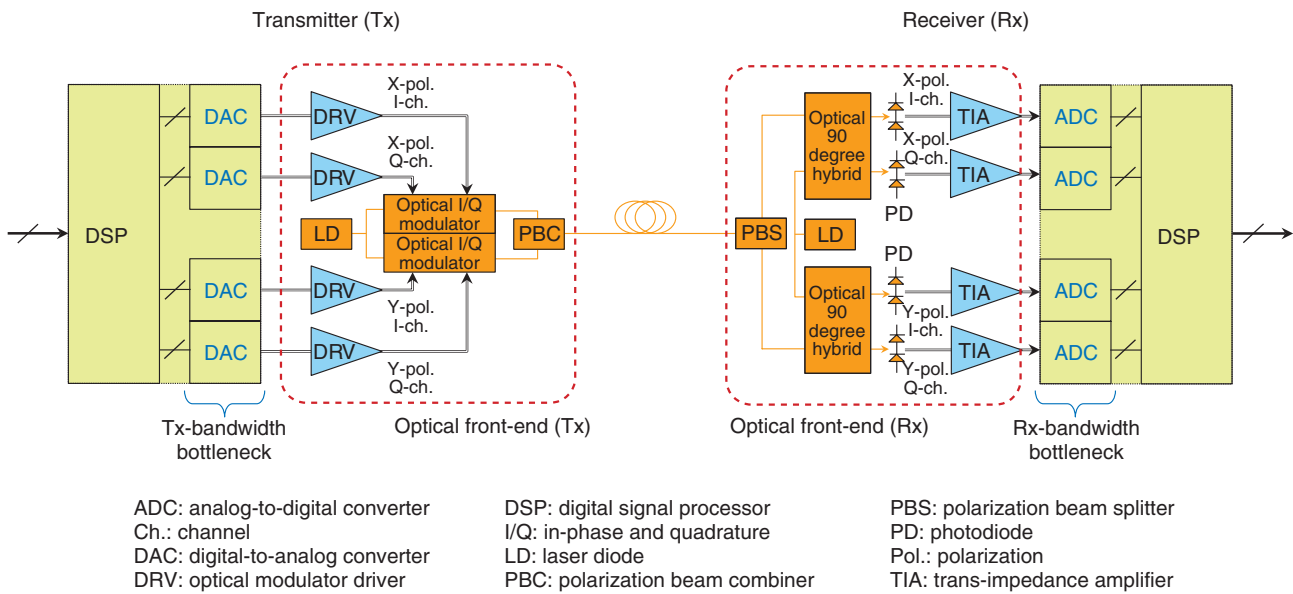 Transmitter (Tx)
Receiver (Rx)
DSP
DAC
DAC
DAC
DAC
DRV
DRV
DRV
DRV
X-pol.
I-ch.
X-pol.
Q-ch.
LD
Optical I/Q
modulator
Optical I/Q
modulator
PBC
Y-pol.
I-ch.
Y-pol.
Q-ch.
Tx-bandwidth
bottleneck
Optical front-end (Tx)
PBS
LD
Optical
90
degree
hybrid
Optical
90
degree
hybrid
X-pol.
I-ch.
X-pol.
Q-ch.
PD
PD
Y-pol.
I-ch.
Y-pol.
Q-ch.
TIA
TIA
TIA
TIA
ADC
ADC
ADC
ADC
DSP
Optical front-end (Rx)
Rx-bandwidth
bottleneck
ADC: analog-to-digital converter
Ch.: channel
DAC: digital-to-analog converter
DRV: optical modulator driver
DSP: digital signal processor
I/Q: in-phase and quadrature
LD: laser diode
PBC: polarization beam combiner
PBS: polarization beam splitter
PD: photodiode
Pol.: polarization
TIA: trans-impedance amplifier